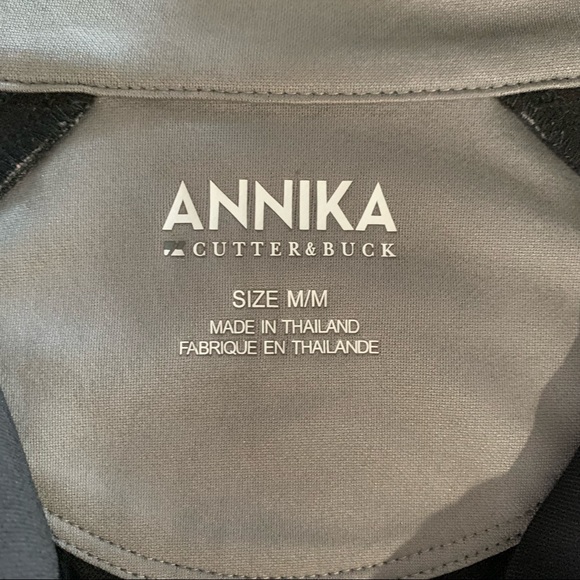 ANNIKA
CUTTER&BUCK
SIZE M/M
MADE IN THAILAND
FABRIQUE EN THAILANDE